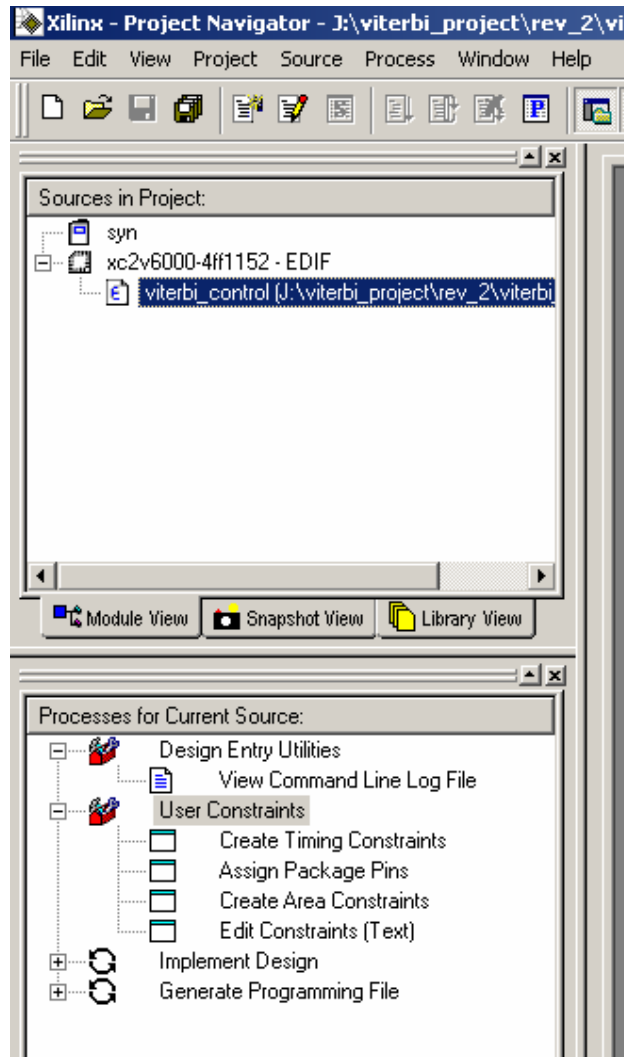 Xilinx - Project Navigator - J:\viterbi_project\rev_2\vi
File Edit View Project Source Process Window Help
Sources in Project:
syn
xc2v6000-4ff1152 - EDIF
viterbi_control (J:\viterbi_project\rev_2\viterbi
Module View Snapshot View Library View
Processes for Current Source:
Design Entry Utilities
View Command Line Log File
User Constraints
Create Timing Constraints
Assign Package Pins
Create Area Constraints
Edit Constraints (Text)
Implement Design
Generate Programming File